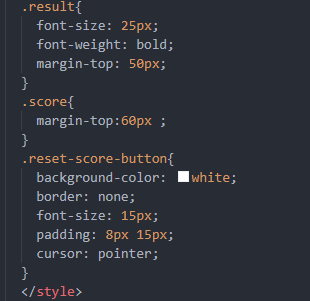 .result{
font-size: 25px;
font-weight: bold;
margin-top: 50px;
}
.score{
margin-top:60px ;
}
.reset-score-button{
background-color: white;
border: none;
font-size: 15px;
padding: 8px 15px;
cursor: pointer;
}
</style>